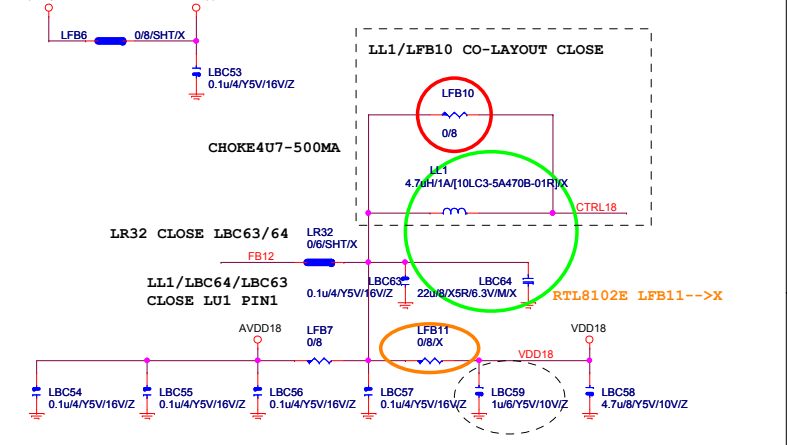 LFB6
0/8/SHT/X
LBC53
0.1u/4/Y5V/16V/Z
LL1/LFB10 CO-LAYOUT CLOSE
LFB10
0/8
CHOKE4U7-500MA
LL1
4.7uH/1A/[10LC3-5A470B-01R]/X
CTRL18
LR32 CLOSE LBC63/64
LR32
0/6/SHT/X
FB12
LL1/LBC64/LBC63
CLOSE LU1 PIN1
LBC63
0.1u/4/Y5V/16V/Z
LBC64
22u/8/X5R/6.3V/M/X
RTL8102E LFB11-->X
AVDD18
LFB7
0/8
LFB11
0/8/X
VDD18
VDD18
LBC54
0.1u/4/Y5V/16V/Z
LBC55
0.1u/4/Y5V/16V/Z
LBC56
0.1u/4/Y5V/16V/Z
LBC57
0.1u/4/Y5V/16V/Z
LBC59
1u/6/Y5V/10V/Z
LBC58
4.7u/8/Y5V/10V/Z